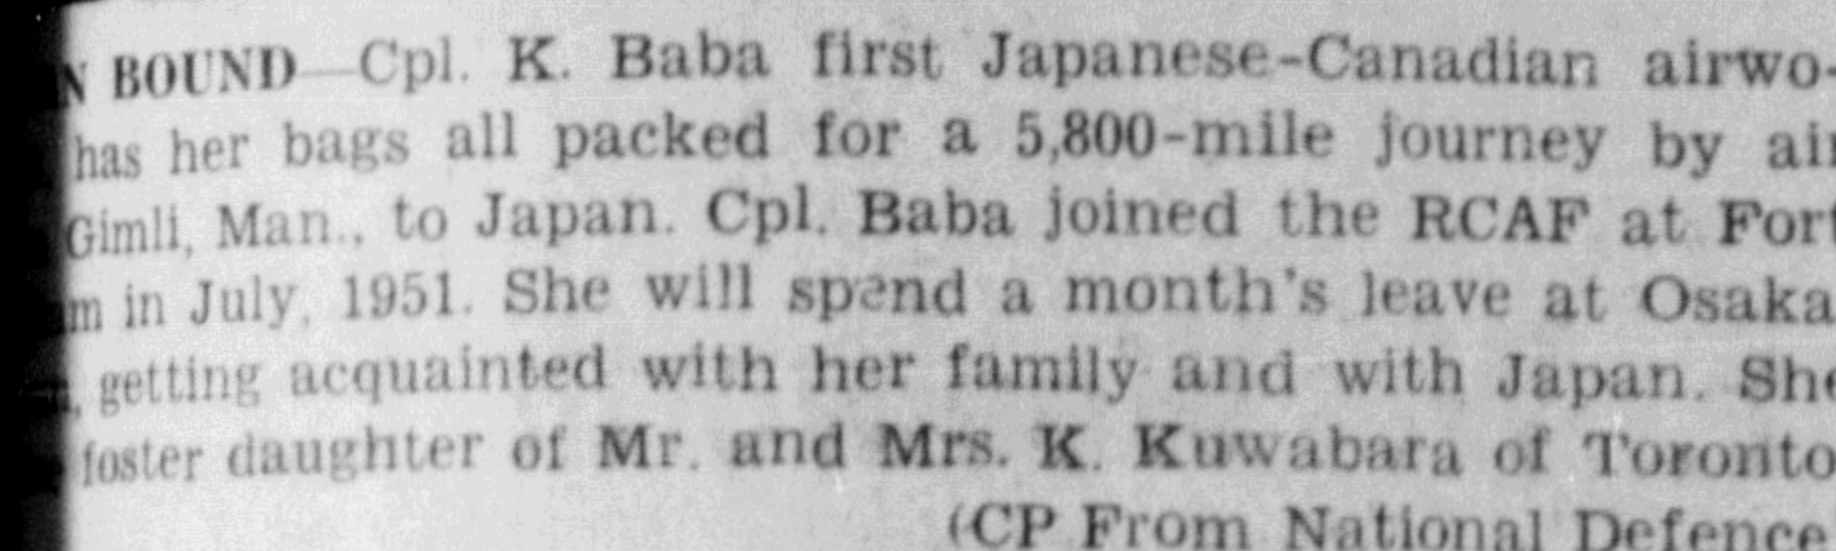 N BOUND—Cpl. K. Baba first Japanese-Canadian airwo-
has her bags all packed for a 5,800-mile journey by air
Gimli, Man., to Japan. Cpl. Baba joined the RCAF at Fort
m in July, 1951. She will spend a month's leave at Osaka
, getting acquainted with her family and with Japan. She
foster daughter of Mr. and Mrs. K. Kuwabara of Toronto
(CP From National Defence